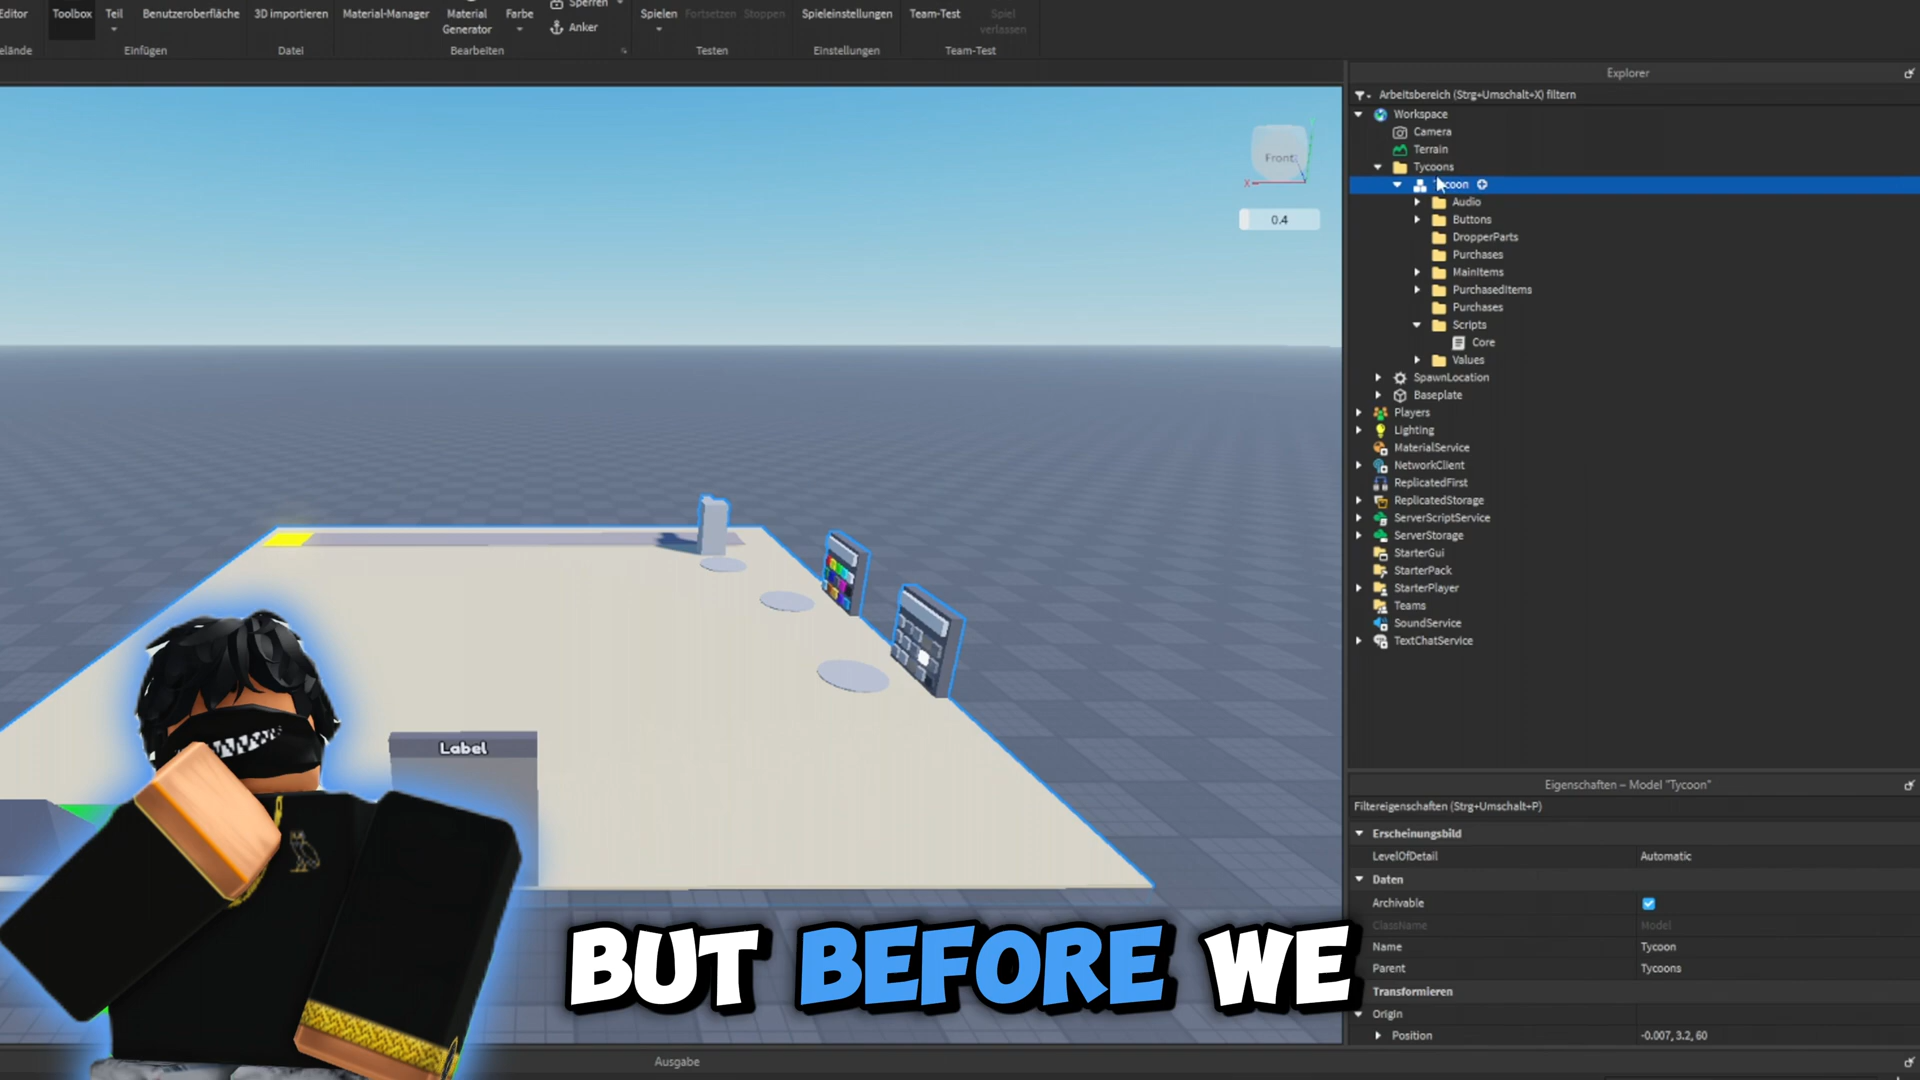 Editor
Toolbox
Teil
Benutzeroberfläche
3D importieren
Material-Manager
Material
Generator
Farbe
Sperren
Anker
Spielen
Fortsetzen
Stoppen
Spieleinstellungen
Team-Test
Spiel
verlassen
Einfügen
Datei
Bearbeiten
Testen
Einstellungen
Team-Test
Explorer
Arbeitsbereich (Strg+Umschalt+X) filtern
Workspace
Camera
Terrain
Tycoons
Audio
Buttons
DropperParts
Purchases
MainItems
PurchasedItems
Purchases
Scripts
Core
Values
SpawnLocation
Baseplate
Players
Lighting
MaterialService
NetworkClient
ReplicatedFirst
ReplicatedStorage
ServerScriptService
ServerStorage
StarterGui
StarterPack
StarterPlayer
Teams
SoundService
TextChatService
Front
X
0.4
Label
BUT BEFORE WE
Eigenschaften – Model "Tycoon"
Filtereigenschaften (Strg+Umschalt+P)
Erscheinungsbild
LevelOfDetail Automatic
Daten
Archivable
ClassName Model
Name Tycoon
Parent Tycoons
Transformieren
Origin
Position -0.007, 3.2, 60
Ausgabe